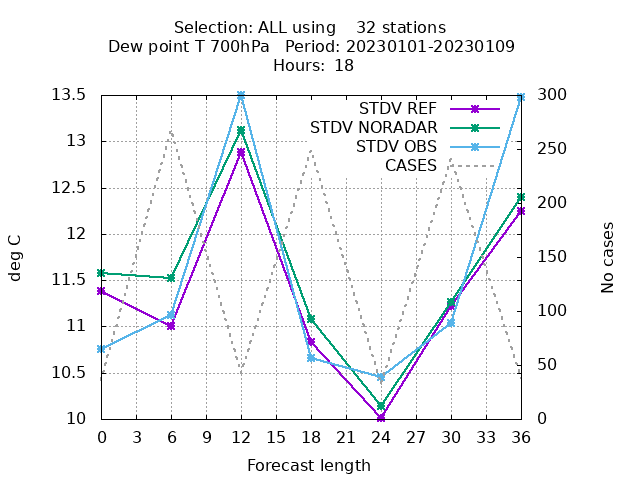 Selection: ALL using    32 stations
Dew point T 700hPa   Period: 20230101-20230109
Hours:  18
STDV REF
STDV NORADAR
STDV OBS
CASES
13.5
13
12.5
12
11.5
11
10.5
10
300
250
200
150
100
50
0
deg C
No cases
0 3 6 9 12 15 18 21 24 27 30 33 36
Forecast length